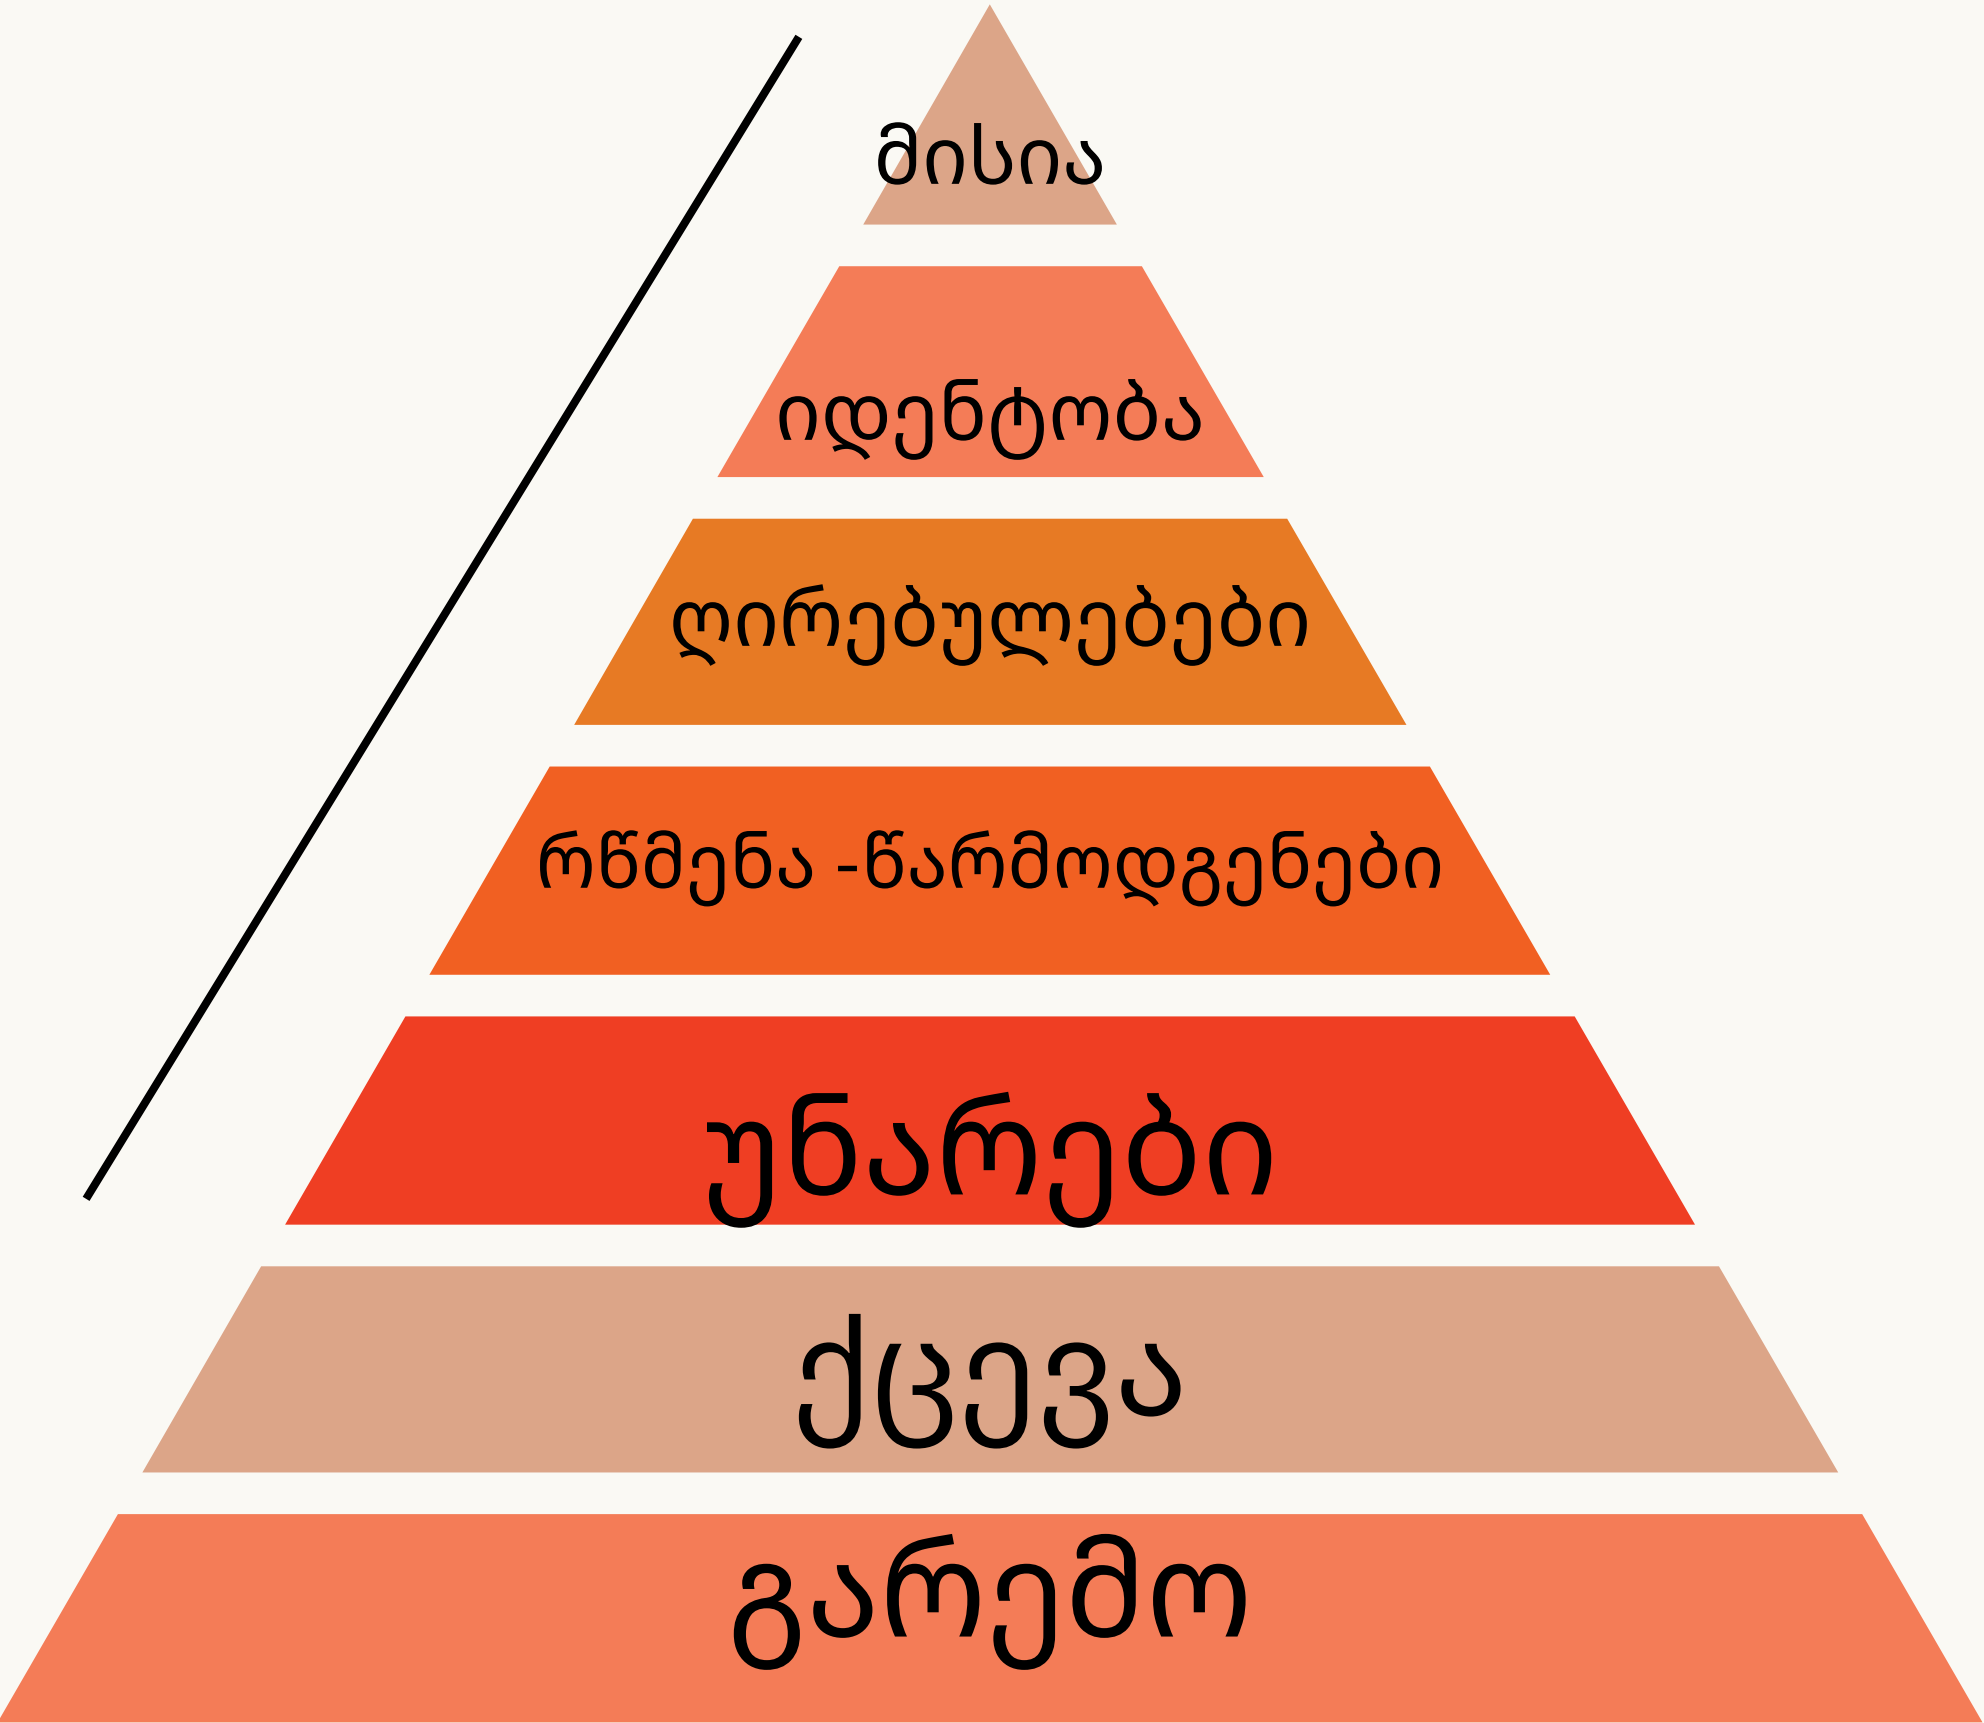 მისია
იდენტობა
ღირებულებები
რწმენა -წარმოდგენები
უნარები
ქცევა
გარემო